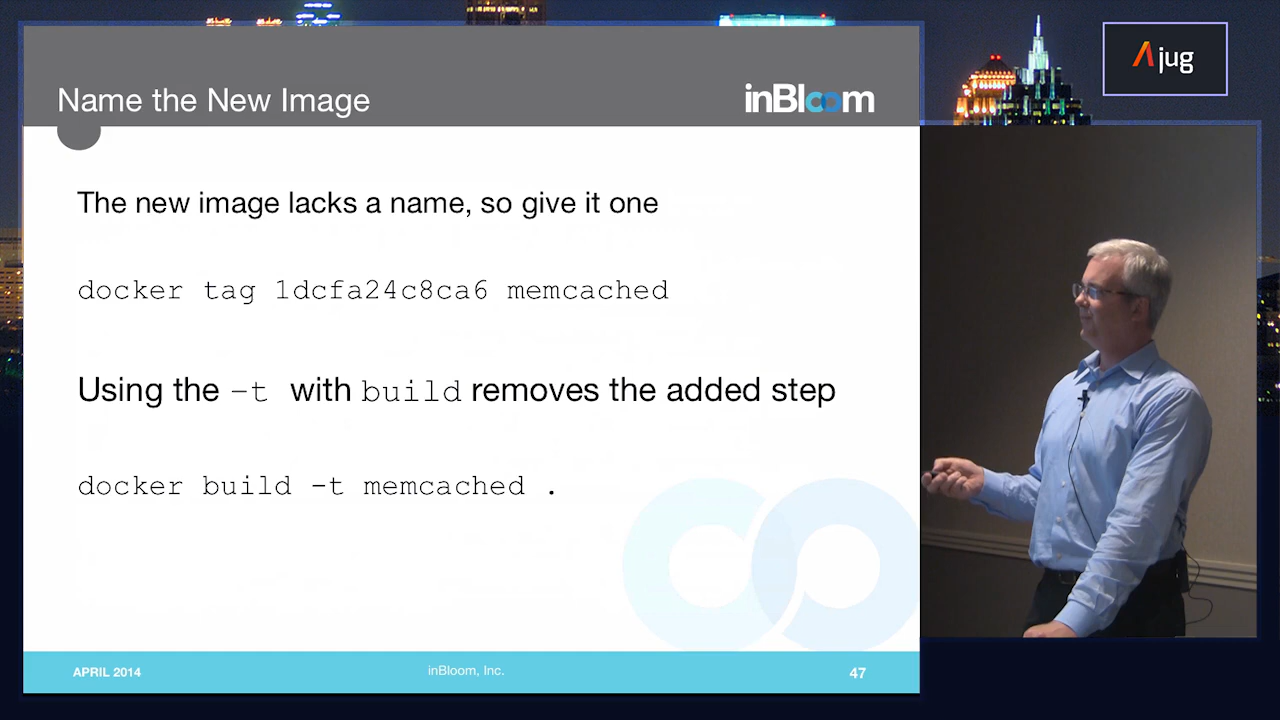 Name the New Image
inBloom
jug
The new image lacks a name, so give it one
docker tag 1dcfa24c8ca6 memcached
Using the -t with build removes the added step
docker build -t memcached .
APRIL 2014
inBloom, Inc.
47